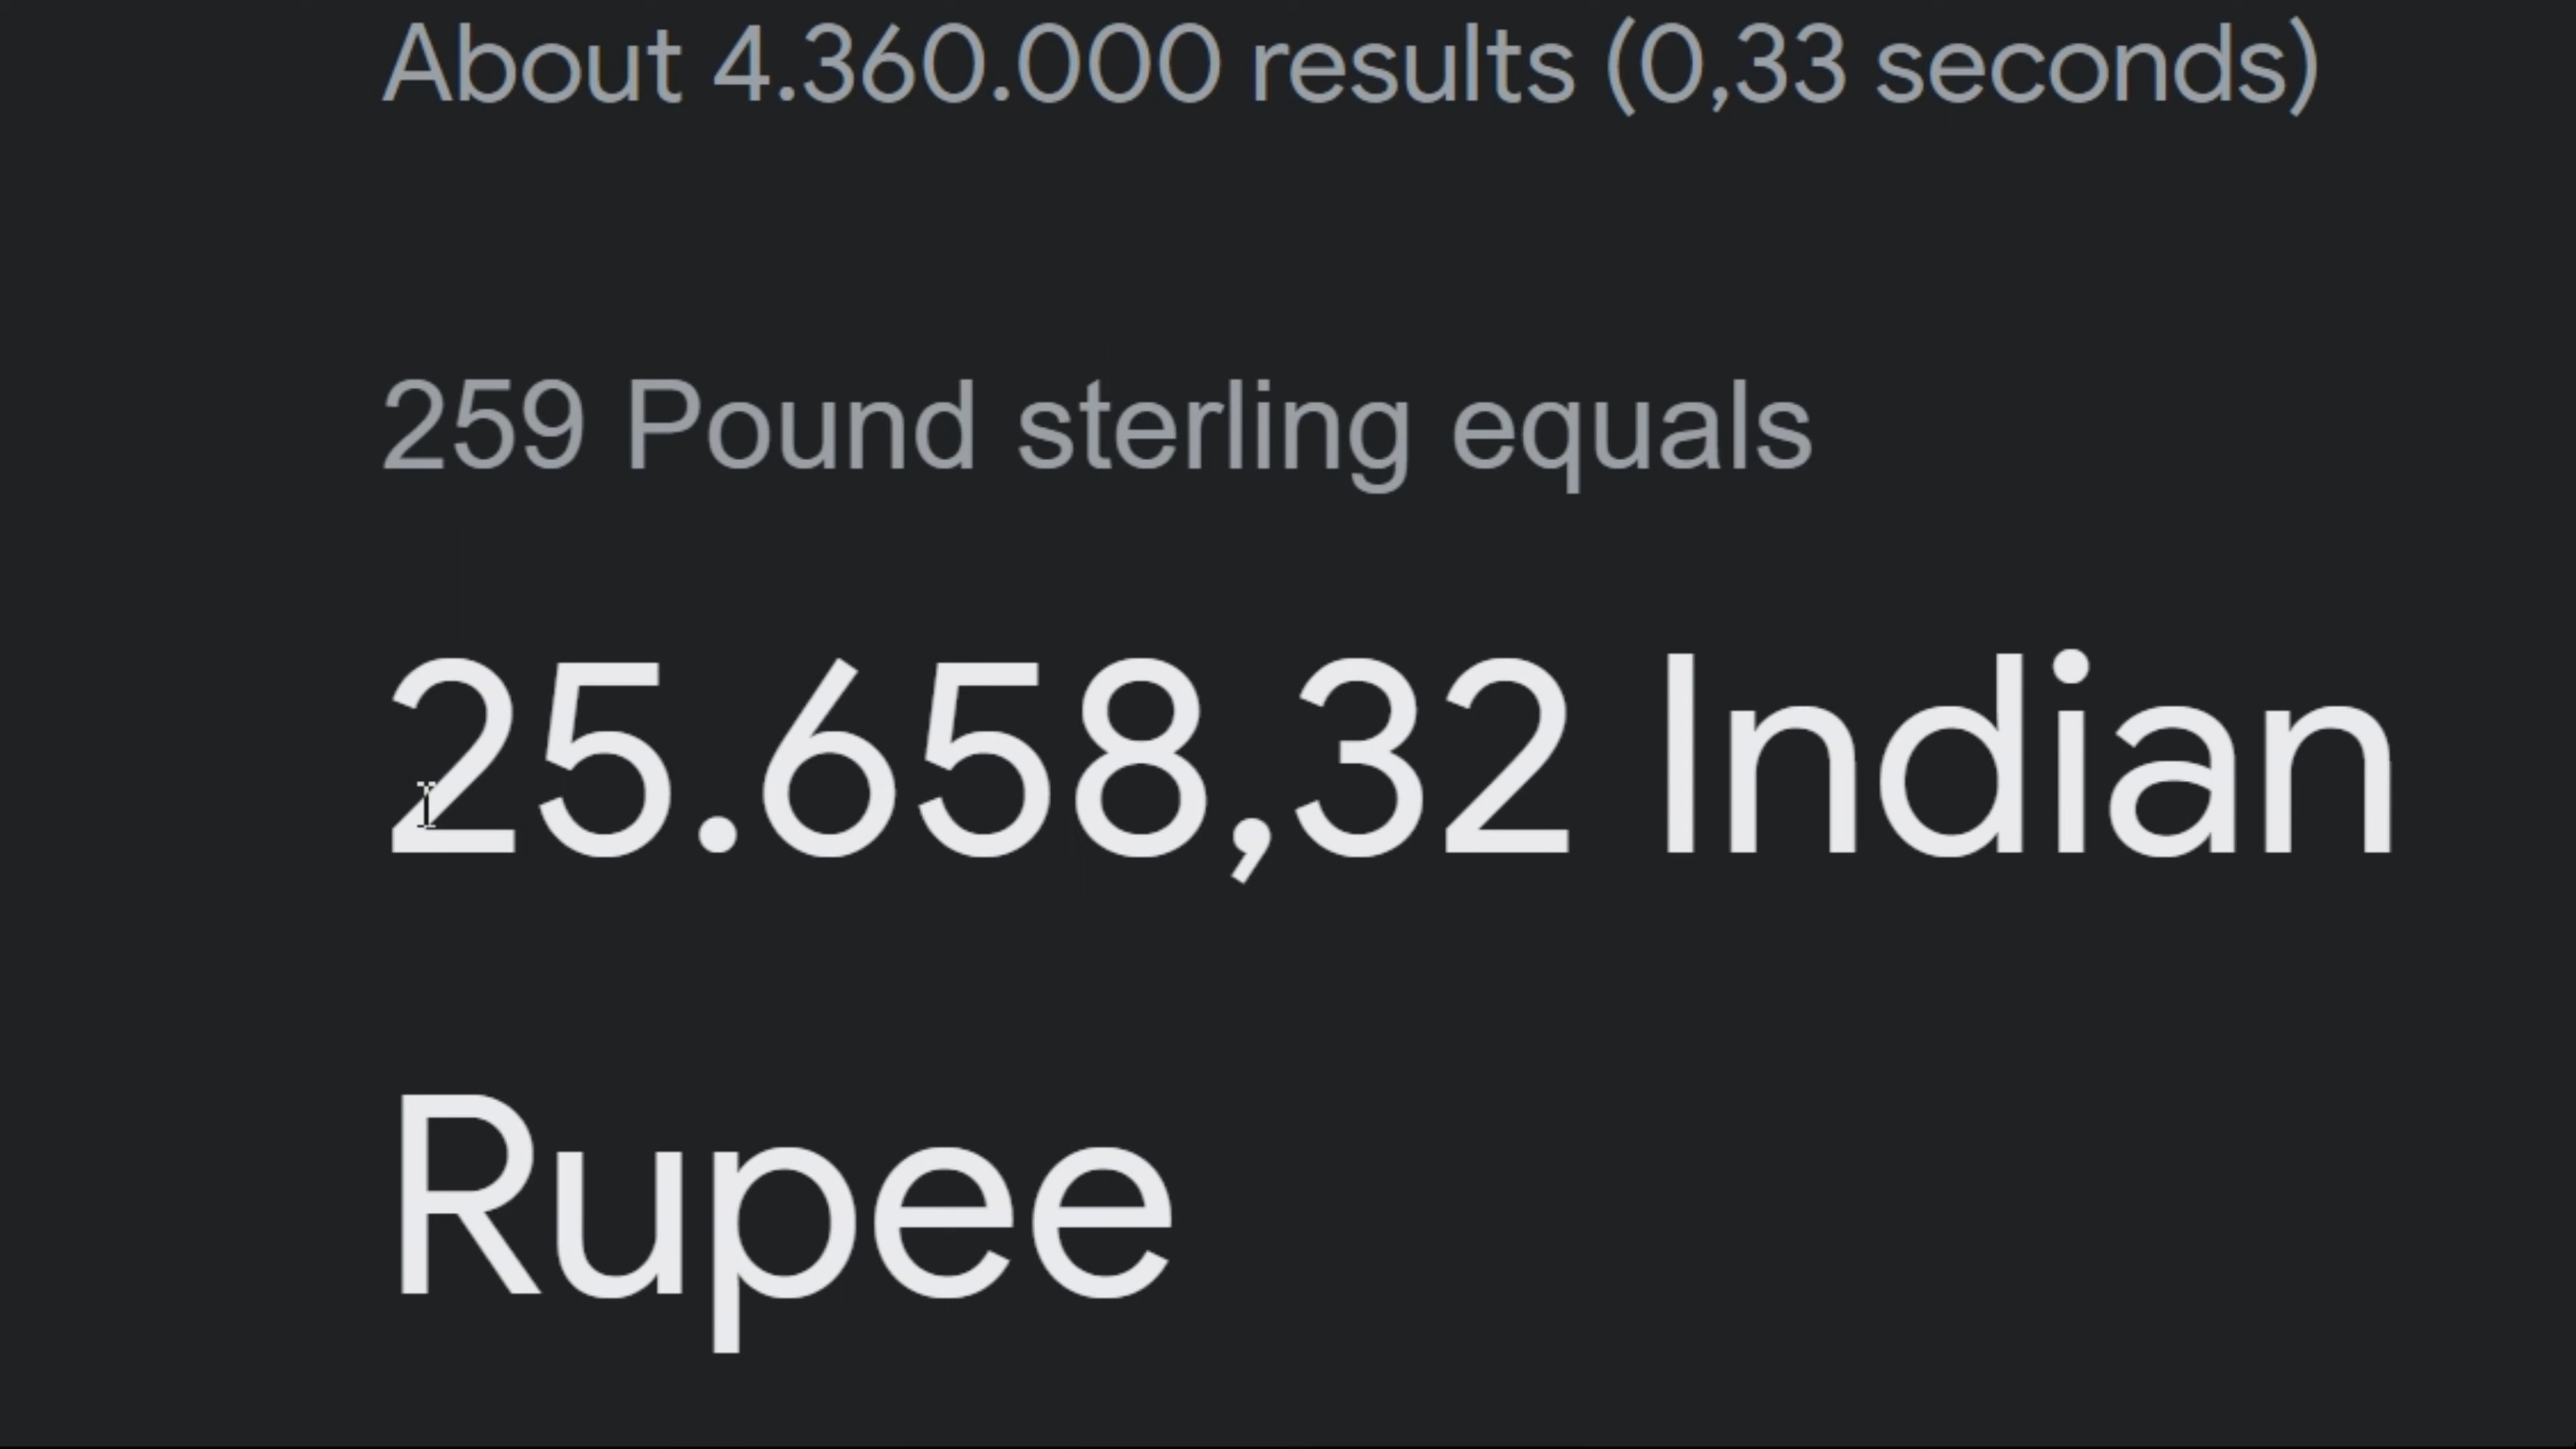 About 4.360.000 results (0,33 seconds)
259 Pound sterling equals
25.658,32 Indian
Rupee